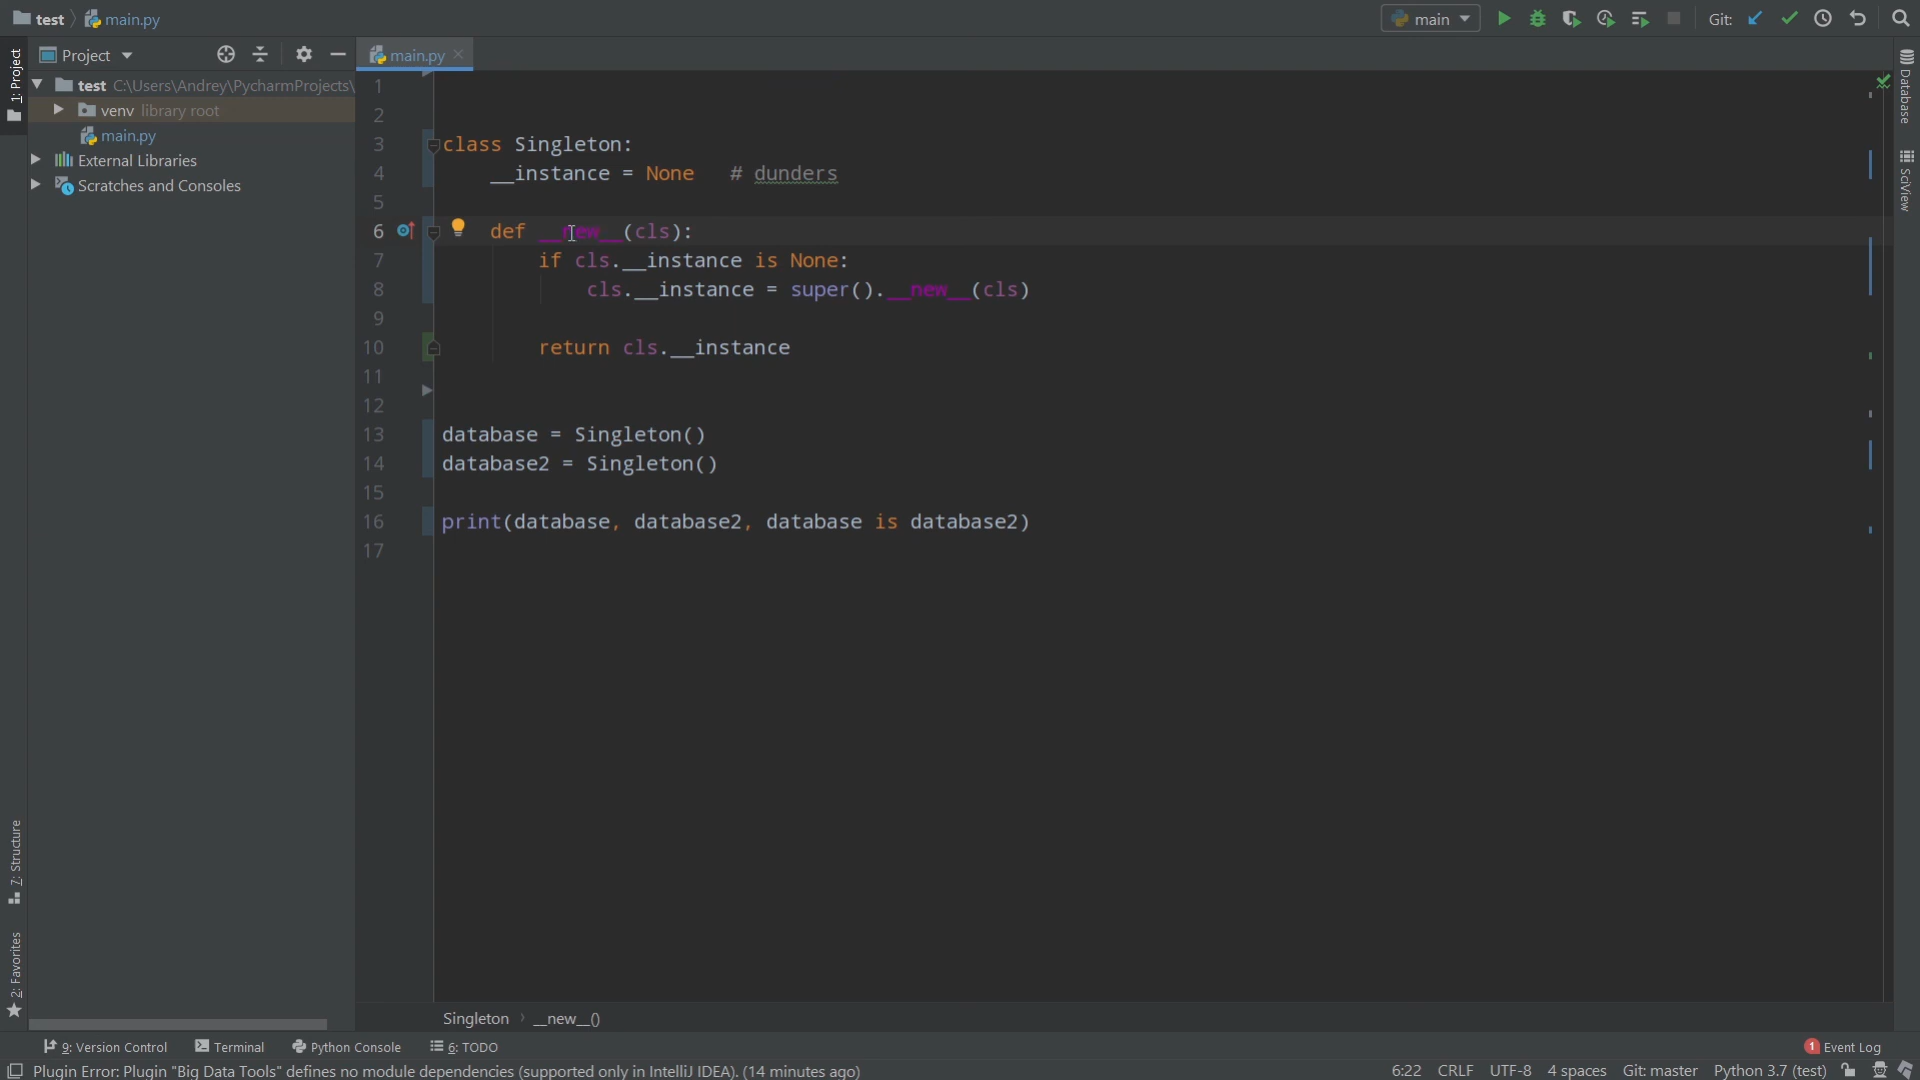 test main.py
main Git:
Project
main.py
1: Project
test C:\Users\Andrey\PycharmProjects\
venv library root
main.py
External Libraries
Scratches and Consoles
7: Structure
2: Favorites
1
2
3 class Singleton:
4 __instance = None # dunders
5
6 def __new__(cls):
7 if cls.__instance is None:
8 cls.__instance = super().__new__(cls)
9
10 return cls.__instance
11
12
13 database = Singleton()
14 database2 = Singleton()
15
16 print(database, database2, database is database2)
17
Database
SciView
Singleton __new__()
9: Version Control Terminal Python Console 6: TODO 1 Event Log
Plugin Error: Plugin "Big Data Tools" defines no module dependencies (supported only in IntelliJ IDEA). (14 minutes ago) 6:22 CRLF UTF-8 4 spaces Git: master Python 3.7 (test)